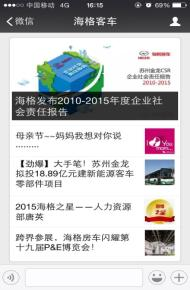 中国移动 4G 16:15
微信 海格客车
苏州金龙CSR
企业社会责任报告
2010-2015
海格发布2010-2015年度企业社
会责任报告
母亲节~~妈妈我想对你说
......
【劲爆】大手笔！苏州金龙
拟投18.89亿元建新能源客车
零部件项目
2015海格之星——人力资源
部唐英
跨界参展，海格房车闪耀第
十九届P&E博览会！